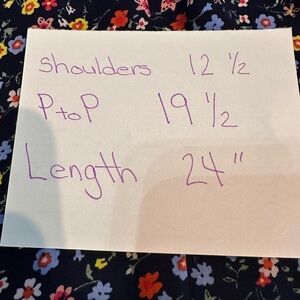 Shoulders 12 ½
P to P 19 ½
Length 24"